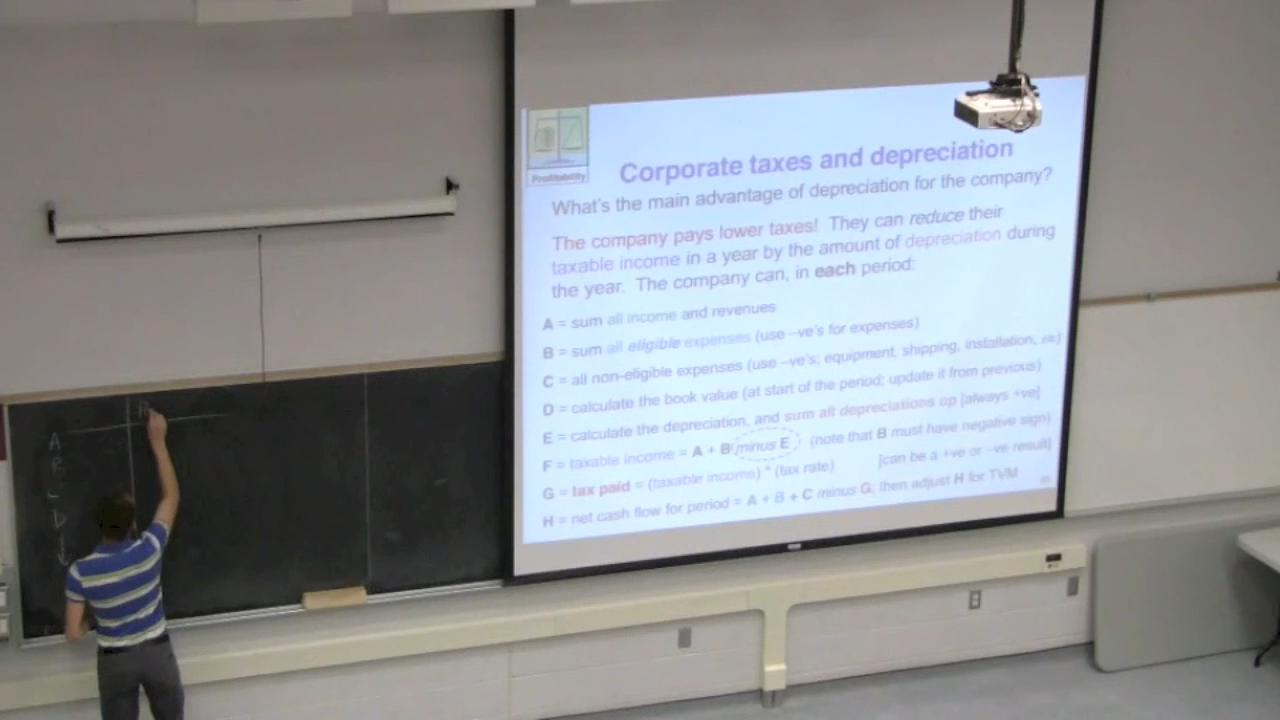 Profitability
Corporate taxes and depreciation
What's the main advantage of depreciation for the company?
The company pays lower taxes! They can reduce their
taxable income in a year by the amount of depreciation during
the year. The company can, in each period:
A = sum all income and revenues
B = sum all eligible expenses (use –ve's for expenses)
C = all non-eligible expenses (use –ve's; equipment, shipping, installation, etc)
D = calculate the book value (at start of the period; update it from previous)
E = calculate the depreciation, and sum all depreciations up [always +ve]
F = taxable income = A + B minus E (note that B must have negative sign)
G = tax paid = (taxable income) * (tax rate) [can be a +ve or –ve result]
H = net cash flow for period = A + B + C minus G; then adjust H for TVM
A
B
C
D